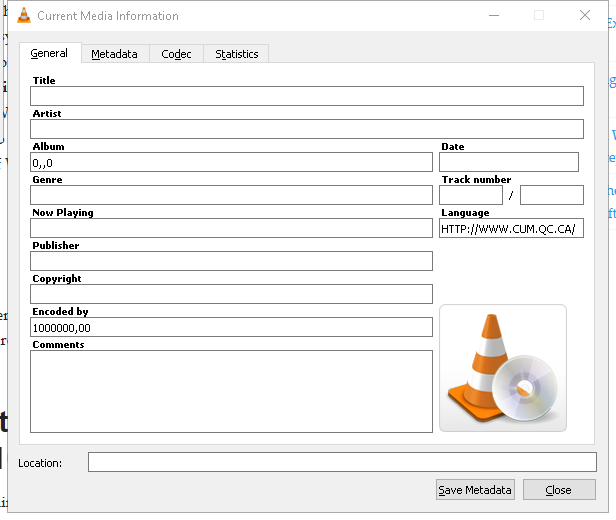 Current Media Information
General Metadata Codec Statistics
Title
Artist
Album Date
0,,0
Genre Track number
/
Now Playing Language
HTTP://WWW.CUM.QC.CA/
Publisher
Copyright
Encoded by
1000000,00
Comments
Location:
Save Metadata Close